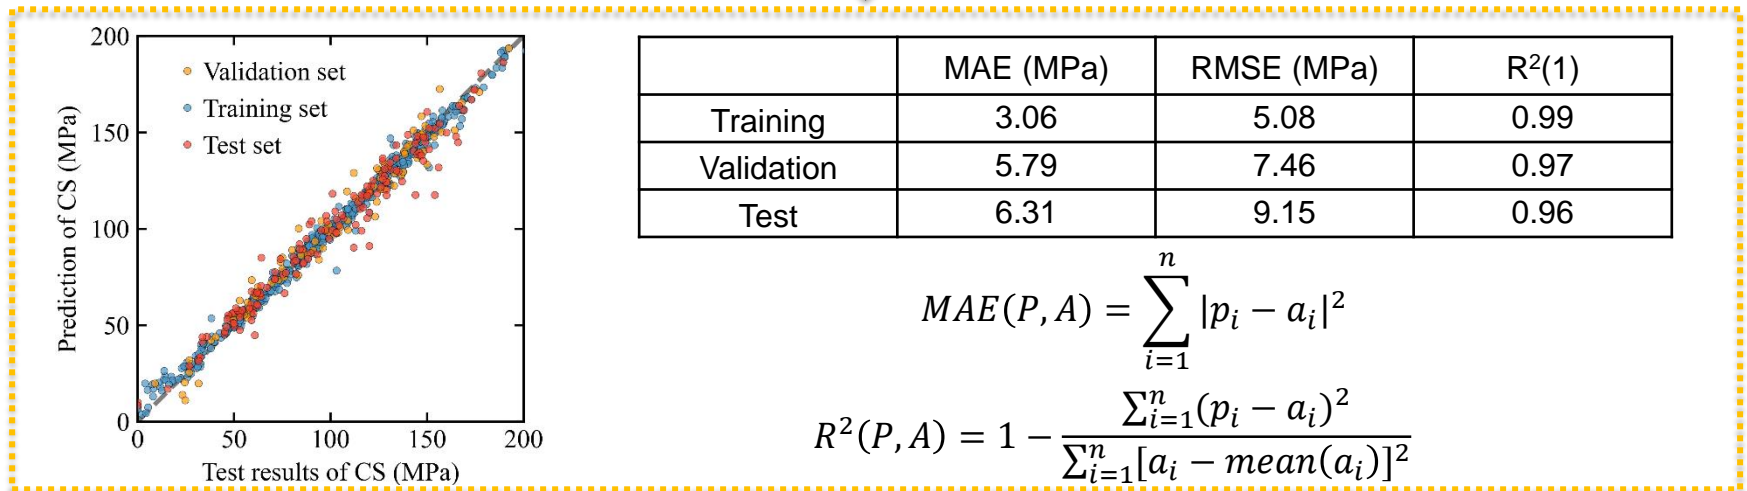 200
150
100
50
0
0 50 100 150 200
Prediction of CS (MPa)
Test results of CS (MPa)
Validation set
Training set
Test set
MAE (MPa) RMSE (MPa) R²(1)
Training 3.06 5.08 0.99
Validation 5.79 7.46 0.97
Test 6.31 9.15 0.96
MAE(P, A) = ∑_{i=1}^{n} |p_i − a_i|²
R²(P, A) = 1 − \frac{∑_{i=1}^{n}(p_i − a_i)²}{∑_{i=1}^{n}[a_i − mean(a_i)]²}